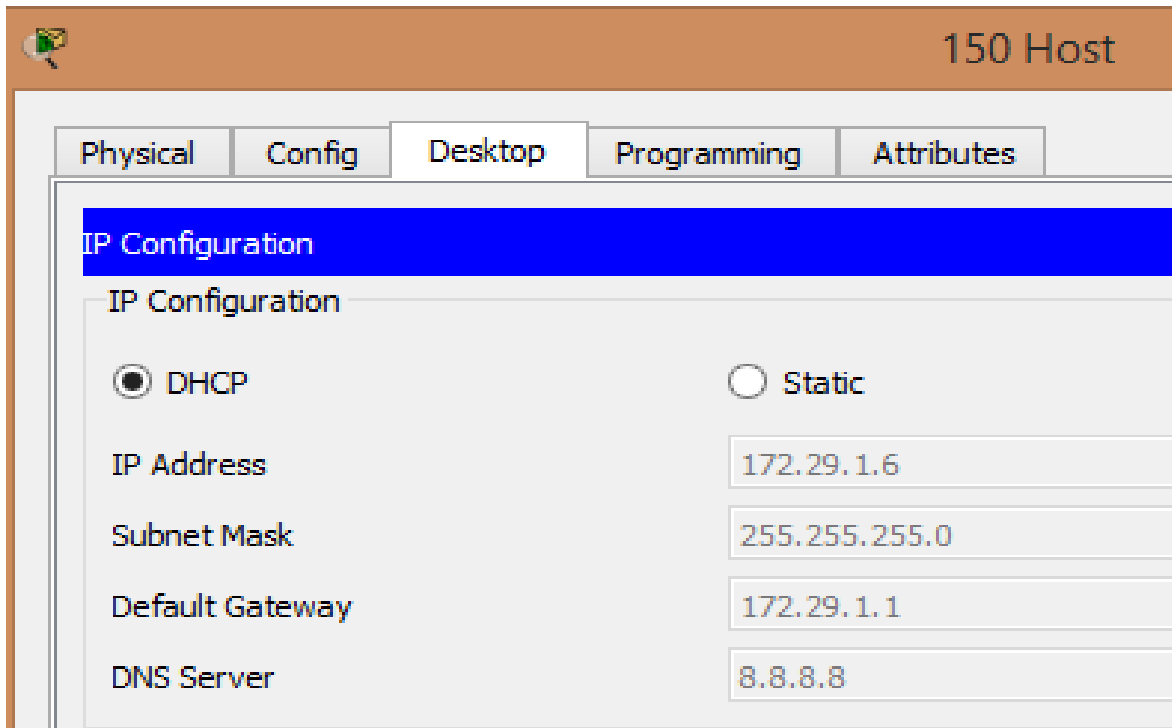 150 Host
Physical Config Desktop Programming Attributes
IP Configuration
IP Configuration
DHCP Static
IP Address 172.29.1.6
Subnet Mask 255.255.255.0
Default Gateway 172.29.1.1
DNS Server 8.8.8.8